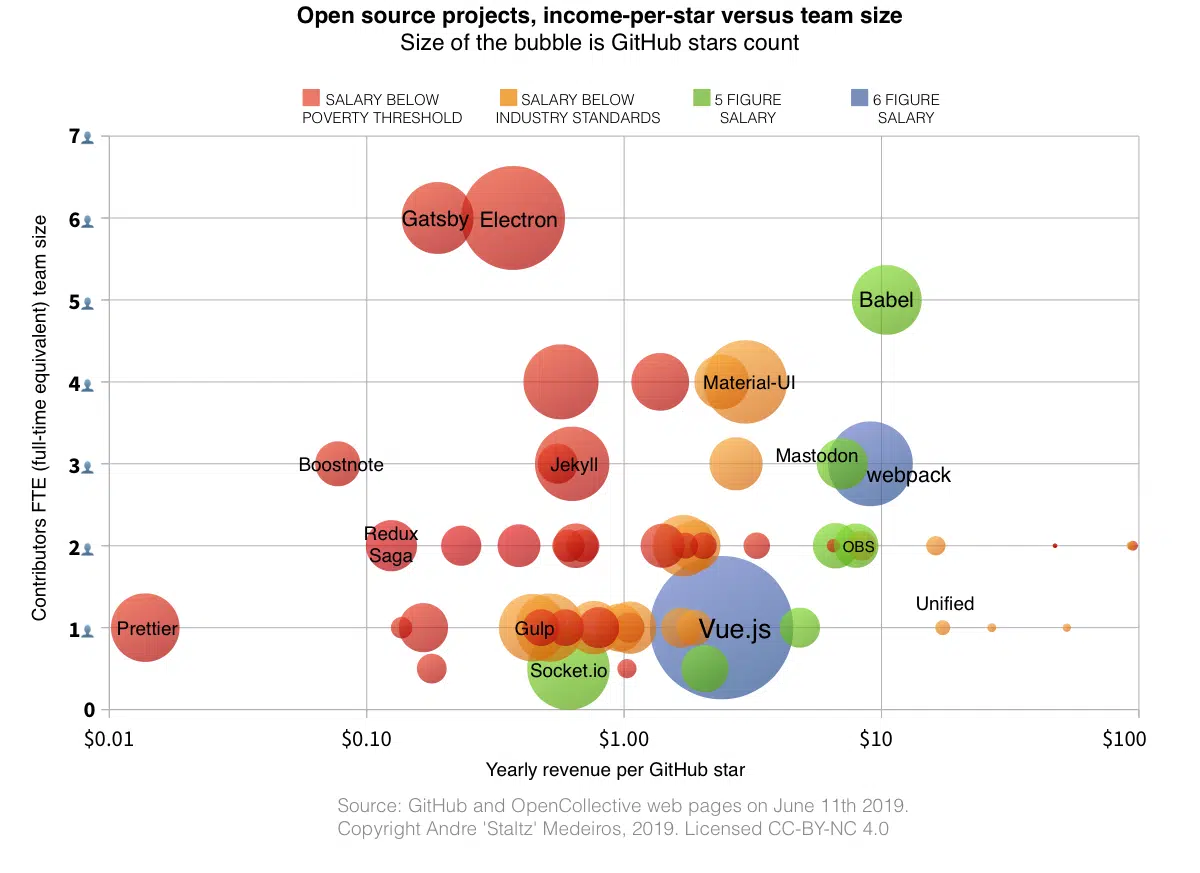 Open source projects, income-per-star versus team size
Size of the bubble is GitHub stars count
SALARY BELOW
POVERTY THRESHOLD
SALARY BELOW
INDUSTRY STANDARDS
5 FIGURE
SALARY
6 FIGURE
SALARY
Contributors FTE (full-time equivalent) team size
7
6
5
4
3
2
1
0
Gatsby
Electron
Babel
Material-UI
Boostnote
Jekyll
Mastodon
webpack
Redux
Saga
OBS
Unified
Prettier
Gulp
Vue.js
Socket.io
$0.01
$0.10
$1.00
$10
$100
Yearly revenue per GitHub star
Source: GitHub and OpenCollective web pages on June 11th 2019.
Copyright Andre 'Staltz' Medeiros, 2019. Licensed CC-BY-NC 4.0